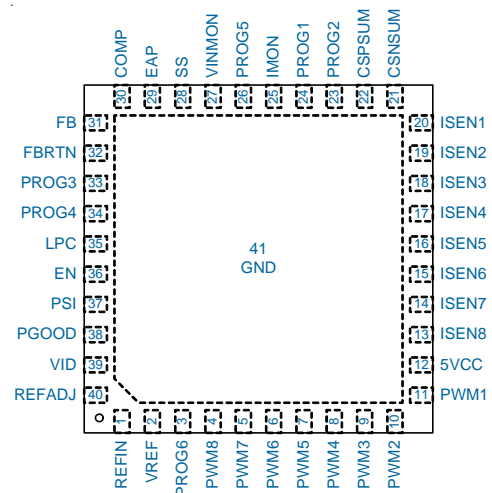 COMP
EAP
SS
VINMON
PROG5
IMON
PROG1
PROG2
CSPSUM
CSNSUM
30
29
28
27
26
25
24
23
22
21
FB 31
FBRTN 32
PROG3 33
PROG4 34
LPC 35
EN 36
PSI 37
PGOOD 38
VID 39
REFADJ 40
41
GND
20 ISEN1
19 ISEN2
18 ISEN3
17 ISEN4
16 ISEN5
15 ISEN6
14 ISEN7
13 ISEN8
12 5VCC
11 PWM1
1
2
3
4
5
6
7
8
9
10
REFIN
VREF
PROG6
PWM8
PWM7
PWM6
PWM5
PWM4
PWM3
PWM2